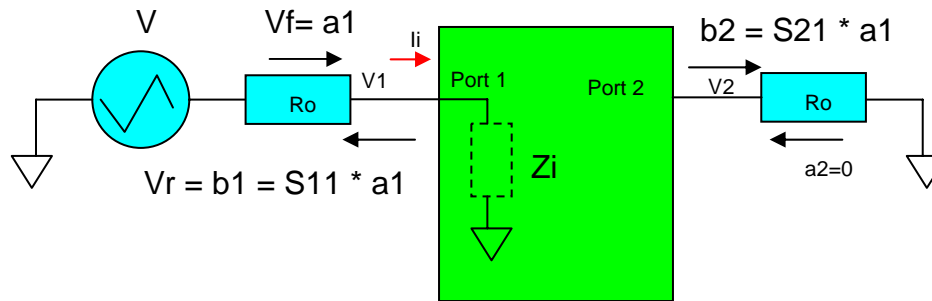 V
Vf= a1
Ii
b2 = S21 * a1
Ro
V1
Port 1
Port 2
V2
Ro
Vr = b1 = S11 * a1
Zi
a2=0